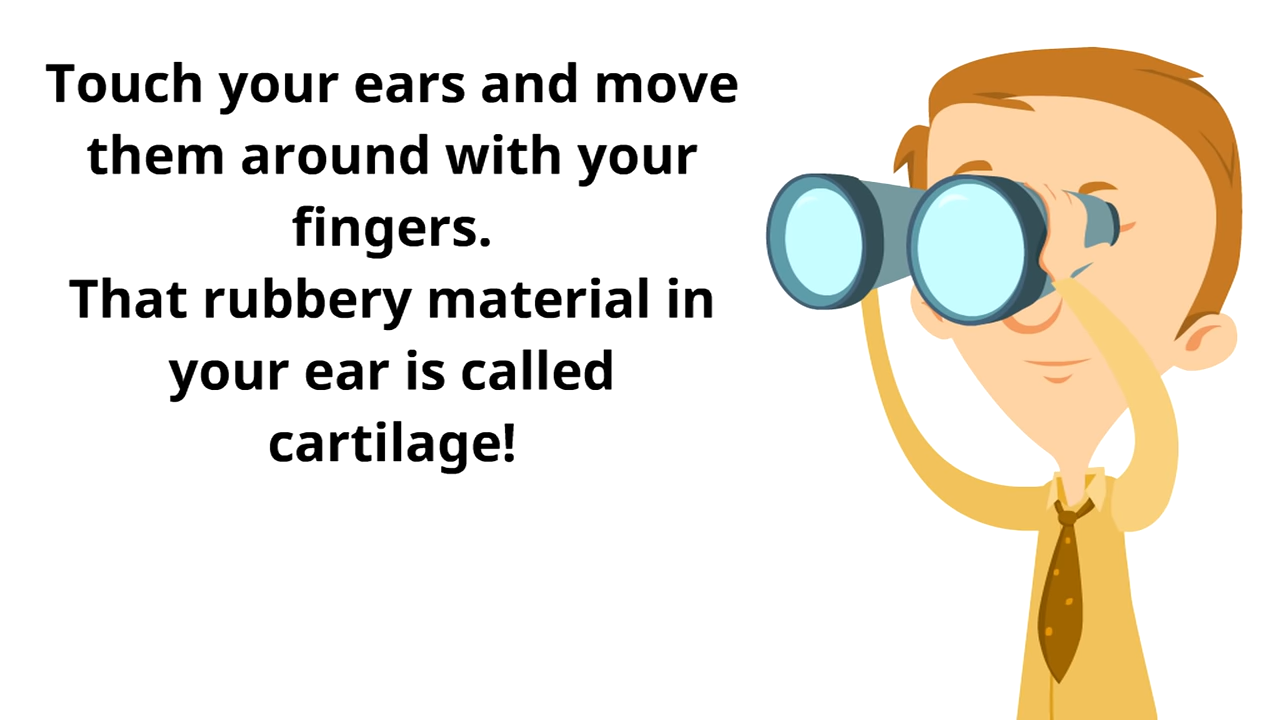 Touch your ears and move
them around with your
fingers.
That rubbery material in
your ear is called
cartilage!